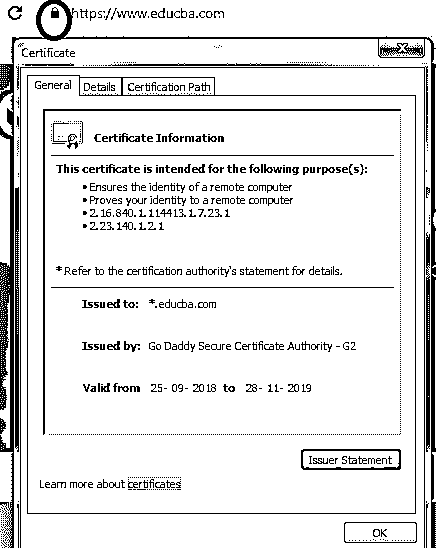 https://www.educba.com
Certificate
General Details Certification Path
Certificate Information
This certificate is intended for the following purpose(s):
• Ensures the identity of a remote computer
• Proves your identity to a remote computer
• 2.16.840.1.114413.1.7.23.1
• 2.23.140.1.2.1
* Refer to the certification authority's statement for details.
Issued to: *.educba.com
Issued by: Go Daddy Secure Certificate Authority - G2
Valid from 25- 09- 2018 to 28- 11- 2019
Issuer Statement
Learn more about certificates
OK